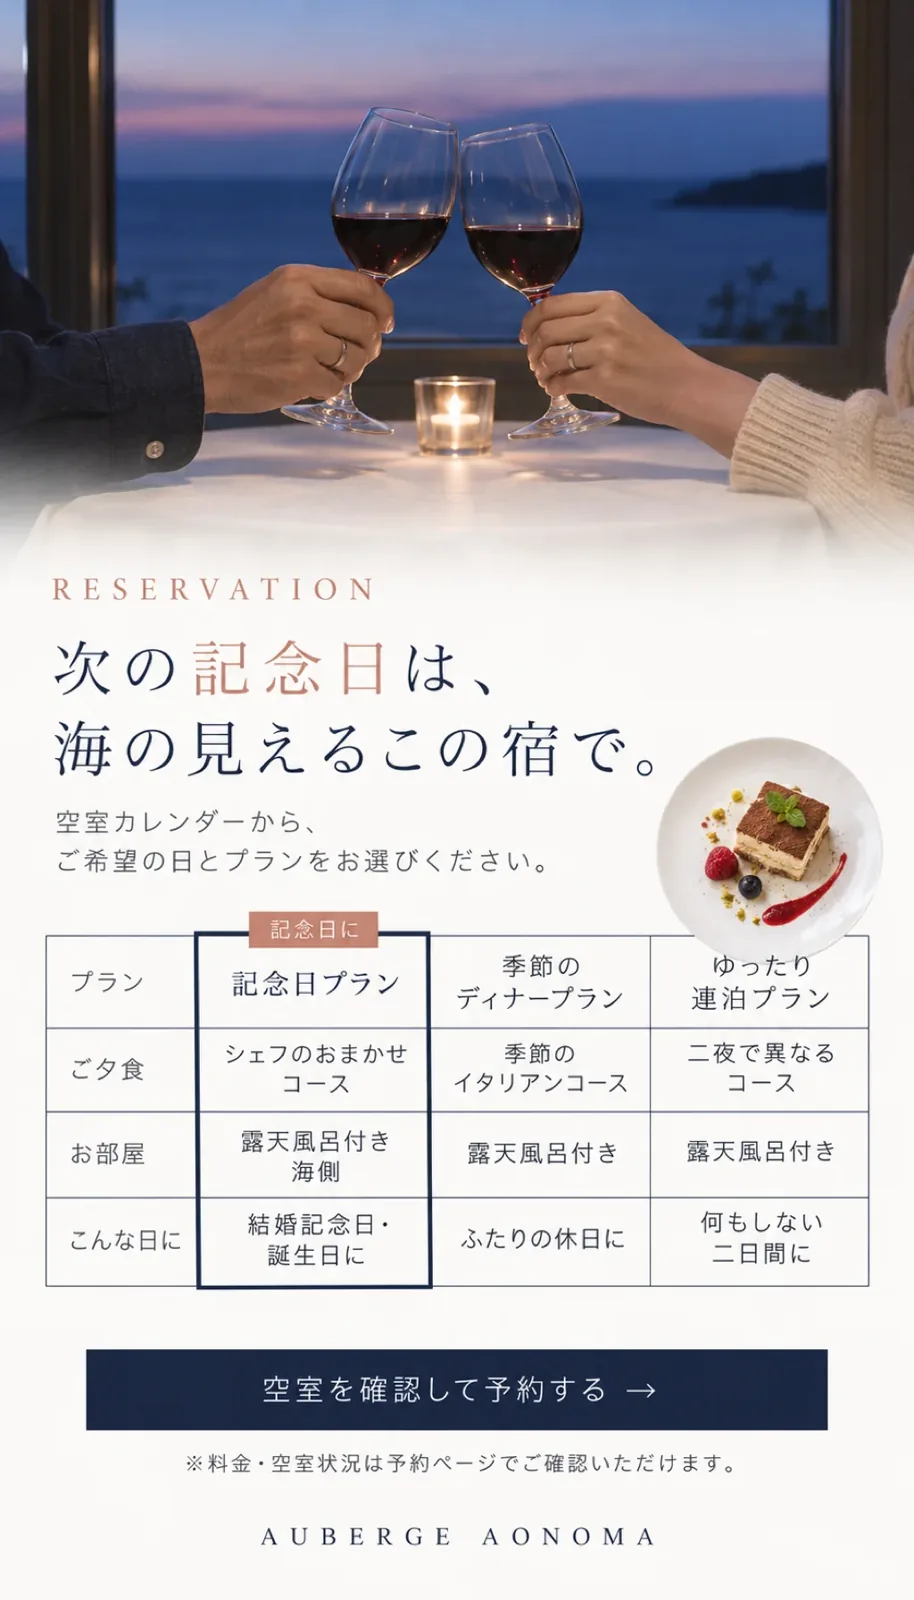 RESERVATION
次の記念日は、
海の見えるこの宿で。
空室カレンダーから、
ご希望の日とプランをお選びください。
記念日に
プラン
記念日プラン
季節の
ディナープラン
ゆったり
連泊プラン
ご夕食
シェフのおまかせ
コース
季節の
イタリアンコース
二夜で異なる
コース
お部屋
露天風呂付き
海側
露天風呂付き
露天風呂付き
こんな日に
結婚記念日・
誕生日に
ふたりの休日に
何もしない
二日間に
空室を確認して予約する →
※料金・空室状況は予約ページでご確認いただけます。
AUBERGE AONOMA